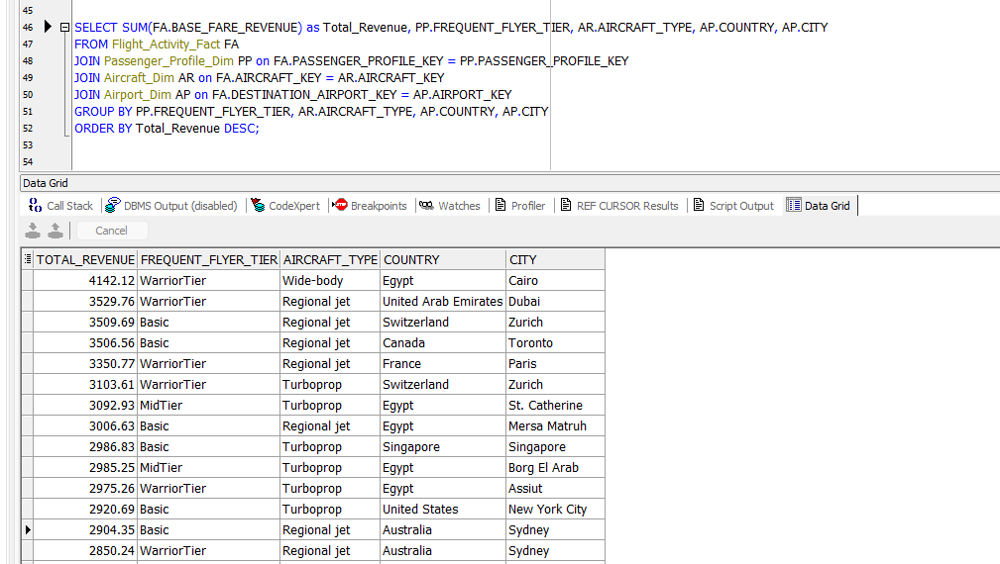 45
46 SELECT SUM(FA.BASE_FARE_REVENUE) as Total_Revenue, PP.FREQUENT_FLYER_TIER, AR.AIRCRAFT_TYPE, AP.COUNTRY, AP.CITY
47 FROM Flight_Activity_Fact FA
48 JOIN Passenger_Profile_Dim PP on FA.PASSENGER_PROFILE_KEY = PP.PASSENGER_PROFILE_KEY
49 JOIN Aircraft_Dim AR on FA.AIRCRAFT_KEY = AR.AIRCRAFT_KEY
50 JOIN Airport_Dim AP on FA.DESTINATION_AIRPORT_KEY = AP.AIRPORT_KEY
51 GROUP BY PP.FREQUENT_FLYER_TIER, AR.AIRCRAFT_TYPE, AP.COUNTRY, AP.CITY
52 ORDER BY Total_Revenue DESC;
53
54
Data Grid
Call Stack DBMS Output (disabled) CodeXpert Breakpoints Watches Profiler REF CURSOR Results Script Output Data Grid
Cancel
TOTAL_REVENUE FREQUENT_FLYER_TIER AIRCRAFT_TYPE COUNTRY CITY
4142.12 WarriorTier Wide-body Egypt Cairo
3529.76 WarriorTier Regional jet United Arab Emirates Dubai
3509.69 Basic Regional jet Switzerland Zurich
3506.56 Basic Regional jet Canada Toronto
3350.77 WarriorTier Regional jet France Paris
3103.61 WarriorTier Turboprop Switzerland Zurich
3092.93 MidTier Turboprop Egypt St. Catherine
3006.63 Basic Regional jet Egypt Mersa Matruh
2986.83 Basic Turboprop Singapore Singapore
2985.25 MidTier Turboprop Egypt Borg El Arab
2975.26 WarriorTier Turboprop Egypt Assiut
2920.69 Basic Turboprop United States New York City
2904.35 Basic Regional jet Australia Sydney
2850.24 WarriorTier Regional jet Australia Sydney